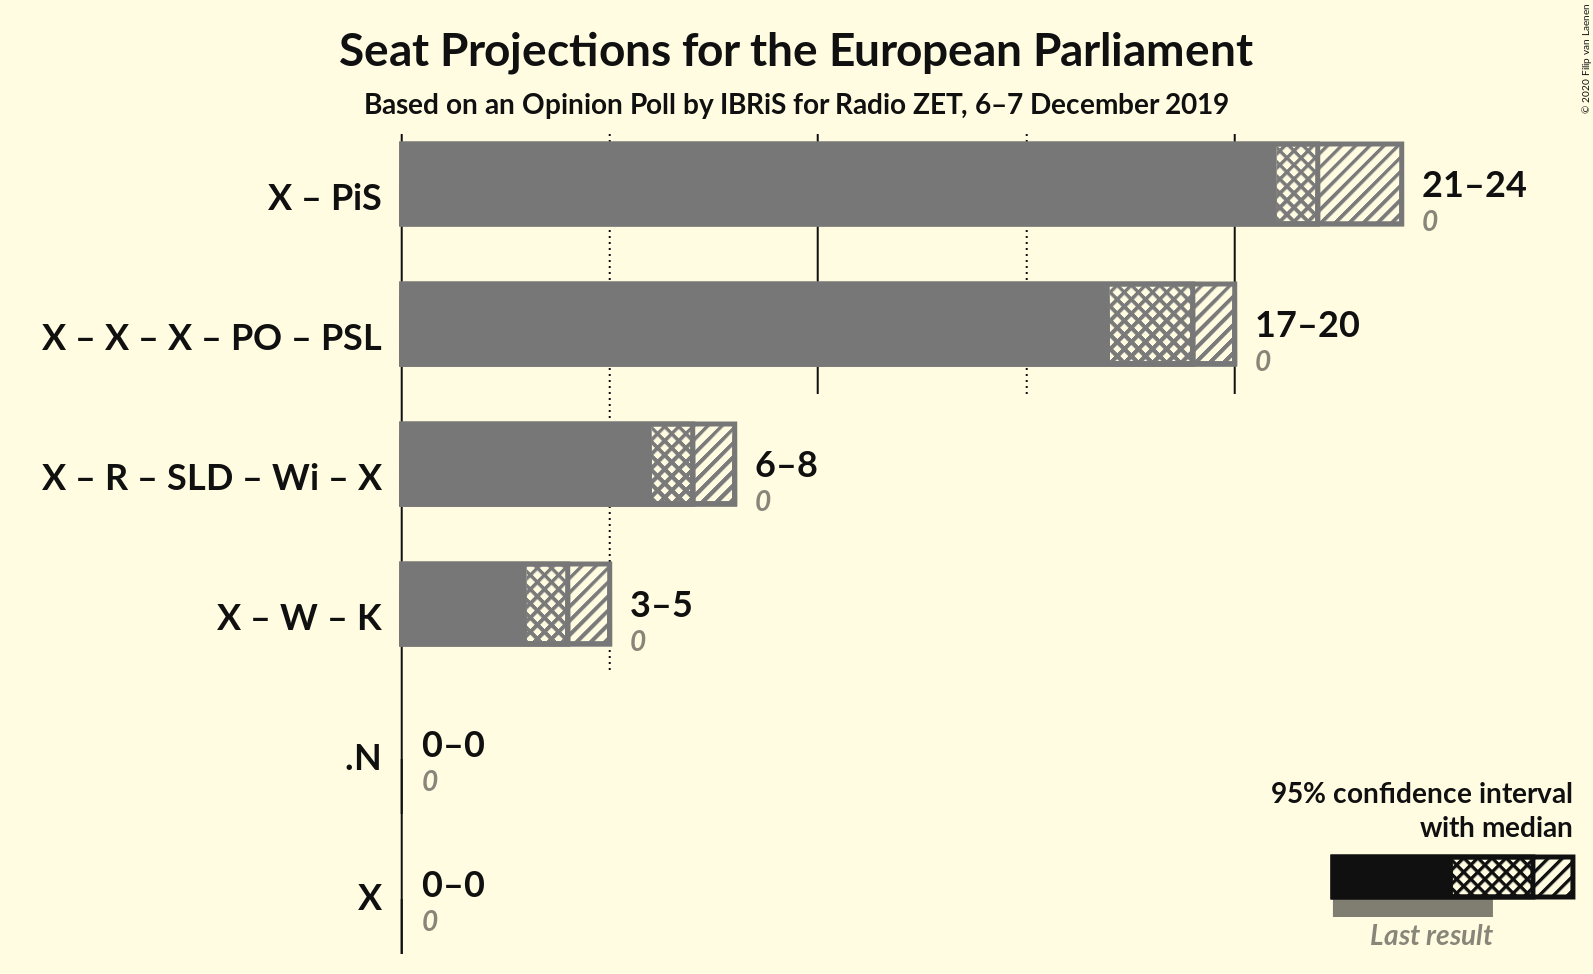 Seat Projections for the European Parliament
Based on an Opinion Poll by IBRiS for Radio ZET, 6–7 December 2019
© 2020 Filip van Laenen
X – PiS
21–24
0
X – X – X – PO – PSL
17–20
0
X – R – SLD – Wi – X
6–8
0
X – W – K
3–5
0
.N
0–0
0
X
0–0
0
95% confidence interval
with median
Last result